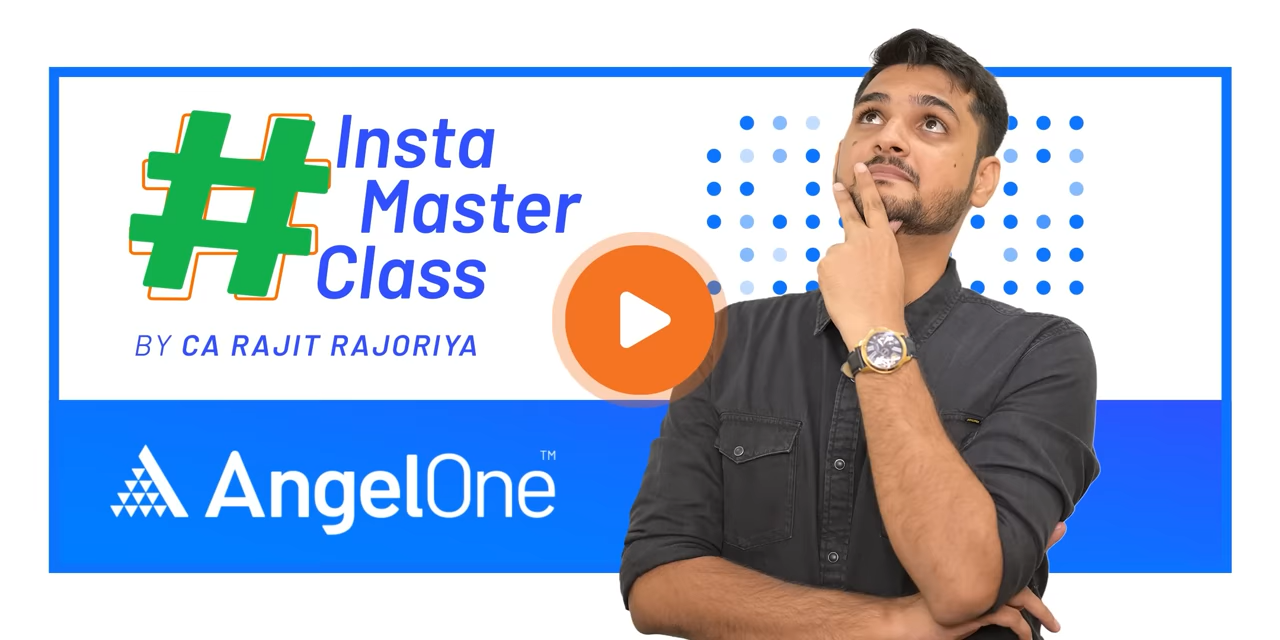 #
Insta
Master
Class
BY CA RAJIT RAJORIYA
AngelOne™